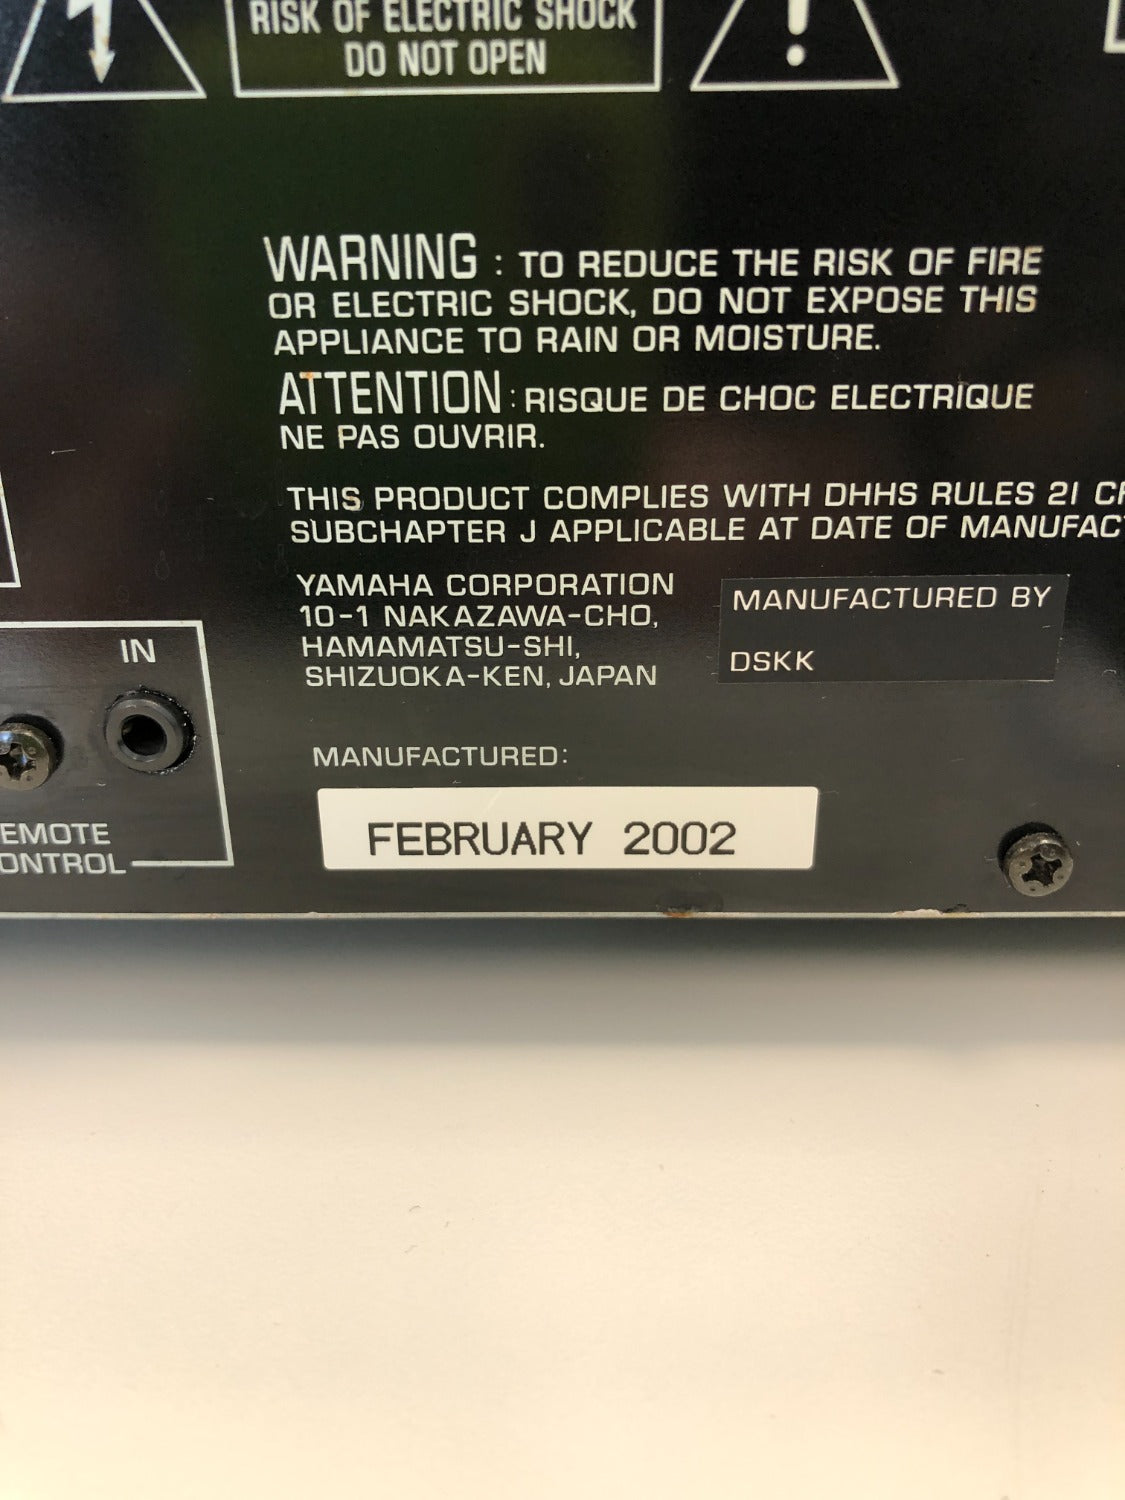 RISK OF ELECTRIC SHOCK
DO NOT OPEN
WARNING : TO REDUCE THE RISK OF FIRE
OR ELECTRIC SHOCK, DO NOT EXPOSE THIS
APPLIANCE TO RAIN OR MOISTURE.
ATTENTION : RISQUE DE CHOC ELECTRIQUE
NE PAS OUVRIR.
THIS PRODUCT COMPLIES WITH DHHS RULES 21
SUBCHAPTER J APPLICABLE AT DATE OF MANUFAC
YAMAHA CORPORATION
10-1 NAKAZAWA-CHO,
HAMAMATSU-SHI,
SHIZUOKA-KEN, JAPAN
MANUFACTURED BY
DSKK
IN
EMOTE
ONTROL
MANUFACTURED:
FEBRUARY 2002